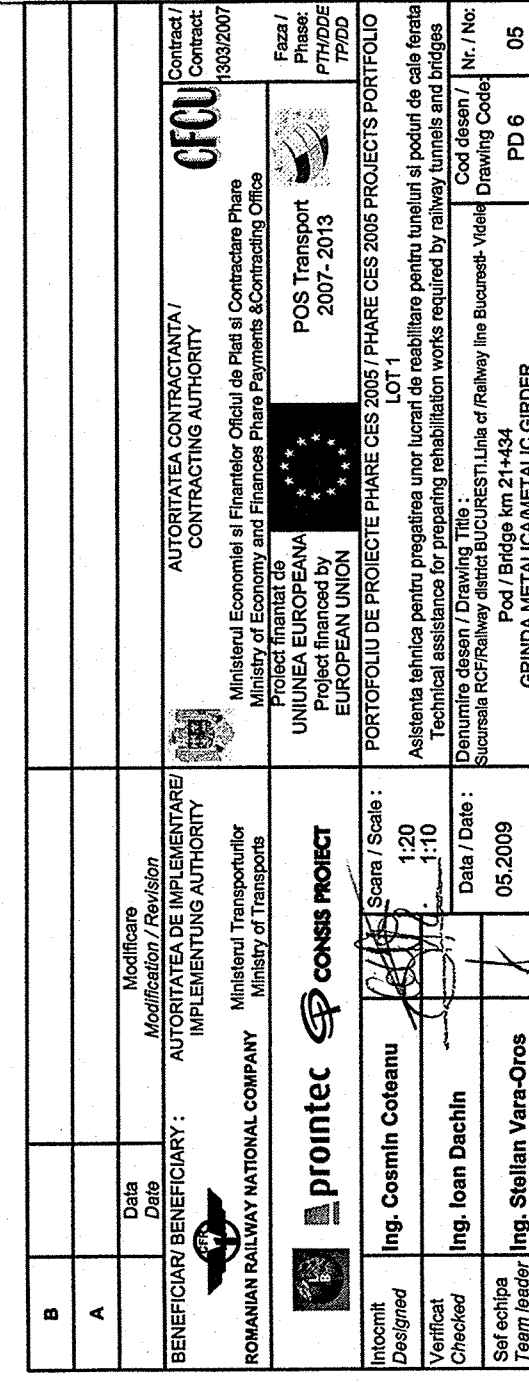 B
A
Data
Date
Modificare
Modification / Revision
BENEFICIAR/ BENEFICIARY :
CFR
ROMANIAN RAILWAY NATIONAL COMPANY
AUTORITATEA DE IMPLEMENTARE/
IMPLEMENTUNG AUTHORITY
Ministerul Transporturilor
Ministry of Transports
AUTORITATEA CONTRACTANTA /
CONTRACTING AUTHORITY
CFCU
Ministerul Economiei si Finantelor Oficiul de Plati si Contractare Phare
Ministry of Economy and Finances Phare Payments &Contracting Office
Contract /
Contract:
1303/2007
prointec
CONSIS PROIECT
Proiect finantat de
UNIUNEA EUROPEANA
Project financed by
EUROPEAN UNION
POS Transport
2007- 2013
Faza /
Phase:
PTH/DDE
TP/DD
Intocmit
Designed
Ing. Cosmin Coteanu
Scara / Scale :
1:20
1:10
PORTOFOLIU DE PROIECTE PHARE CES 2005 / PHARE CES 2005 PROJECTS PORTFOLIO
LOT 1
Asistenta tehnica pentru pregatirea unor lucrari de reabilitare pentru tuneluri si poduri de cale ferata
Technical assistance for preparing rehabilitation works required by railway tunnels and bridges
Verificat
Checked
Ing. Ioan Dachin
Data / Date :
05.2009
Denumire desen / Drawing Title :
Sucursala RCF/Railway district BUCURESTI.Linia cf /Railway line Bucuresti- Videle
Pod / Bridge km 21+434
GRINDA METALICA/METALIC GIRDER
Cod desen /
Drawing Code:
PD 6
Nr. / No:
05
Sef echipa
Team leader
Ing. Stelian Vara-Oros